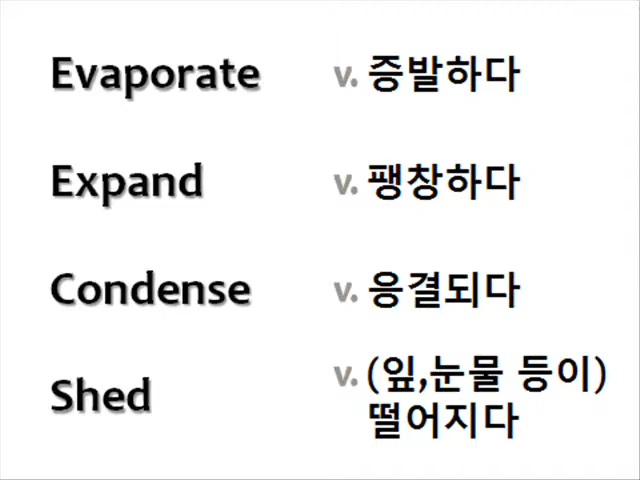 Evaporate v. 증발하다
Expand v. 팽창하다
Condense v. 응결되다
Shed v. (잎,눈물 등이)
떨어지다